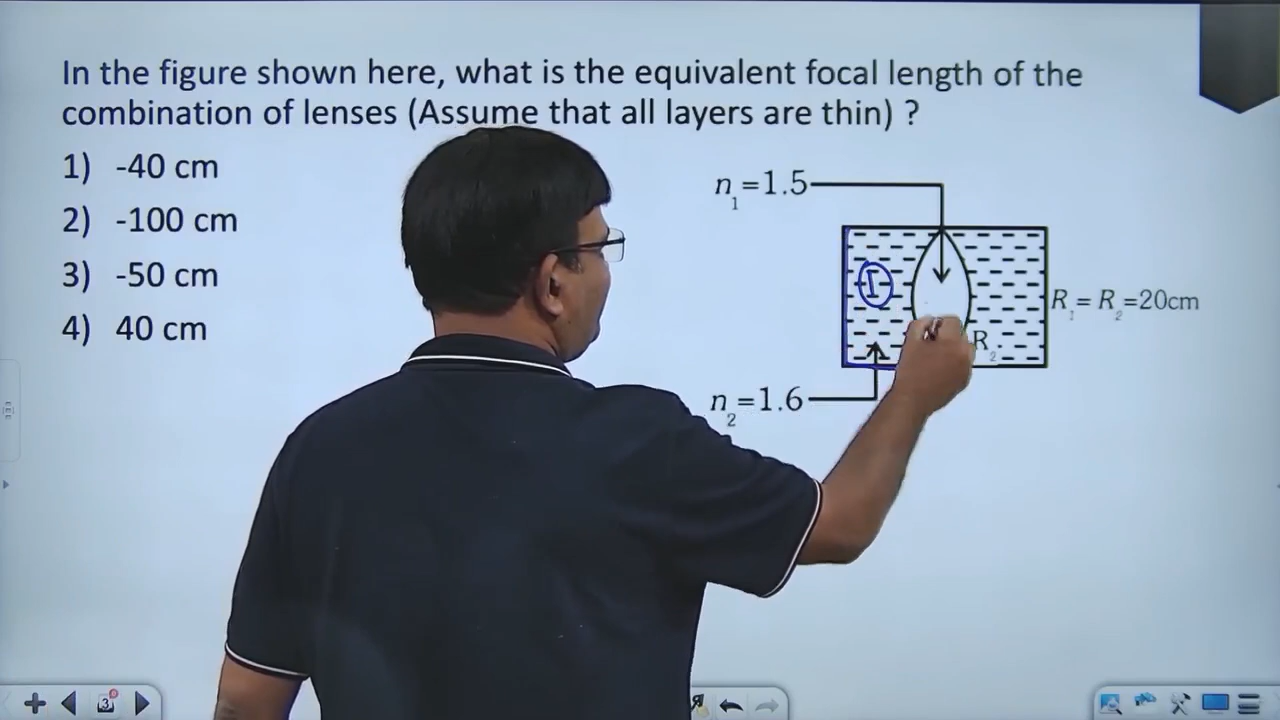 In the figure shown here, what is the equivalent focal length of the
combination of lenses (Assume that all layers are thin) ?
1) -40 cm
2) -100 cm
3) -50 cm
4) 40 cm
n₁=1.5
I
R₁= R₂=20cm
R₂
n₂=1.6
3